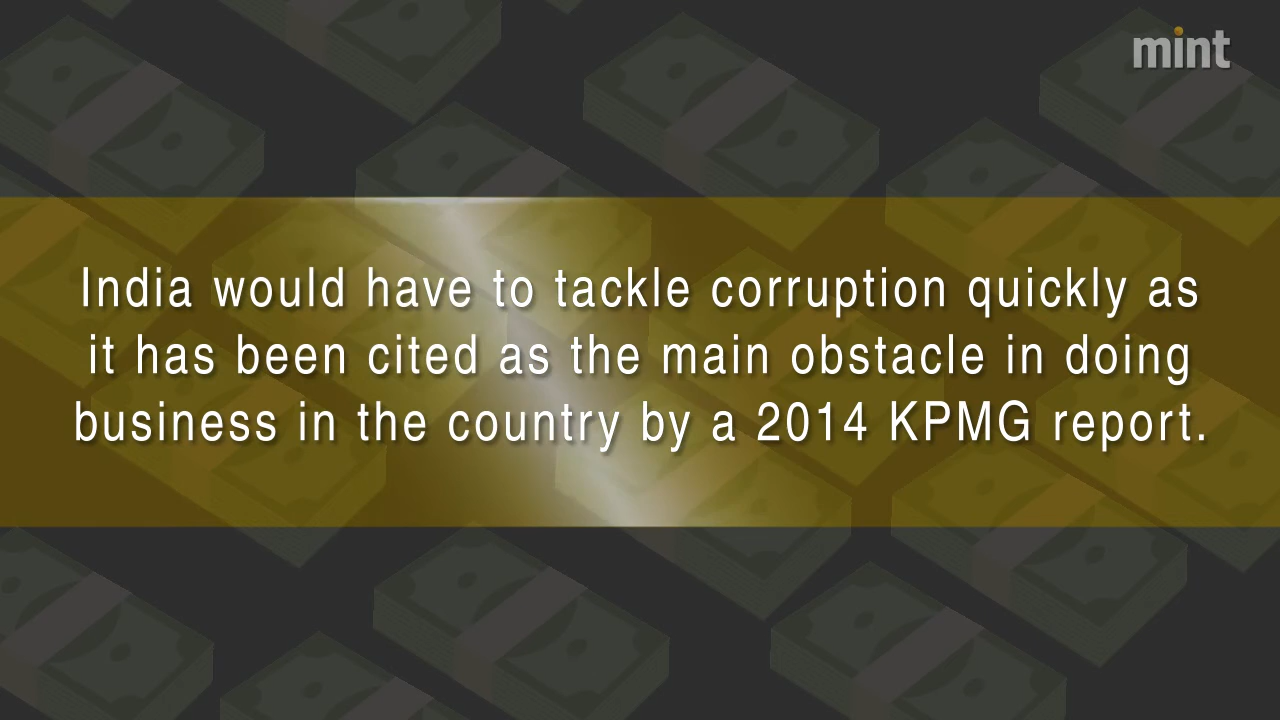 mint
India would have to tackle corruption quickly as
it has been cited as the main obstacle in doing
business in the country by a 2014 KPMG report.